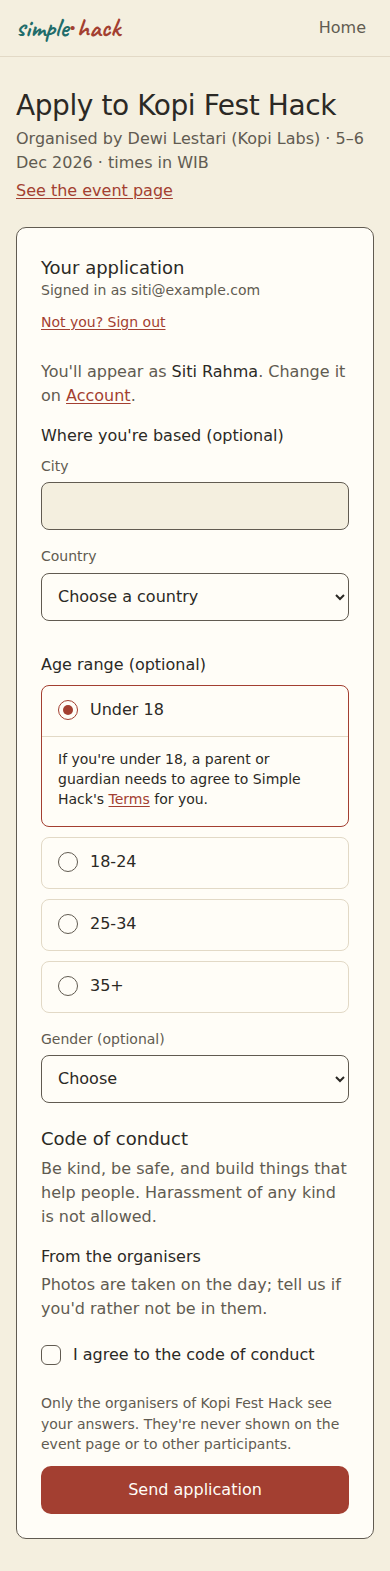 simple·hack
Home
Apply to Kopi Fest Hack
Organised by Dewi Lestari (Kopi Labs) · 5–6
Dec 2026 · times in WIB
See the event page
Your application
Signed in as siti@example.com
Not you? Sign out
You'll appear as Siti Rahma. Change it
on Account.
Where you're based (optional)
City
Country
Choose a country
Age range (optional)
Under 18
If you're under 18, a parent or
guardian needs to agree to Simple
Hack's Terms for you.
18-24
25-34
35+
Gender (optional)
Choose
Code of conduct
Be kind, be safe, and build things that
help people. Harassment of any kind
is not allowed.
From the organisers
Photos are taken on the day; tell us if
you'd rather not be in them.
I agree to the code of conduct
Only the organisers of Kopi Fest Hack see
your answers. They're never shown on the
event page or to other participants.
Send application